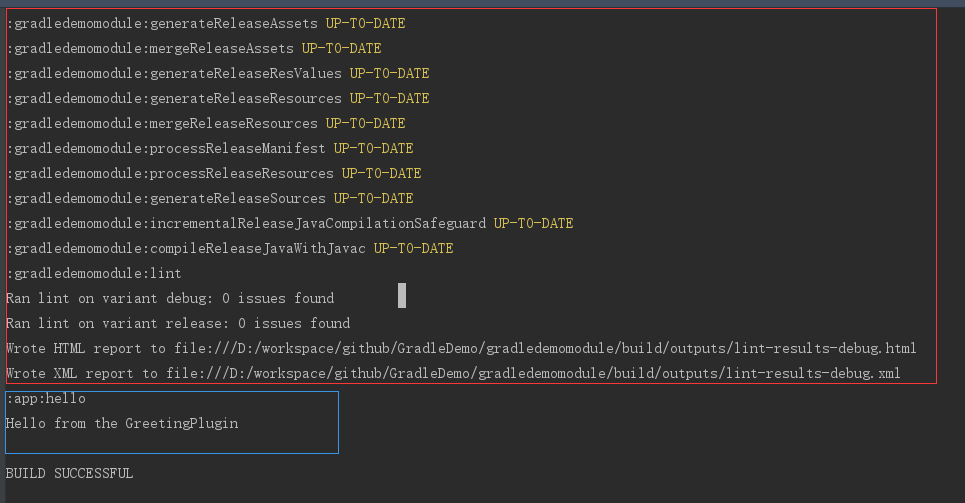 :gradledemomodule:generateReleaseAssets UP-TO-DATE
:gradledemomodule:mergeReleaseAssets UP-TO-DATE
:gradledemomodule:generateReleaseResValues UP-TO-DATE
:gradledemomodule:generateReleaseResources UP-TO-DATE
:gradledemomodule:mergeReleaseResources UP-TO-DATE
:gradledemomodule:processReleaseManifest UP-TO-DATE
:gradledemomodule:processReleaseResources UP-TO-DATE
:gradledemomodule:generateReleaseSources UP-TO-DATE
:gradledemomodule:incrementalReleaseJavaCompilationSafeguard UP-TO-DATE
:gradledemomodule:compileReleaseJavaWithJavac UP-TO-DATE
:gradledemomodule:lint
Ran lint on variant debug: 0 issues found
Ran lint on variant release: 0 issues found
Wrote HTML report to file:///D:/workspace/github/GradleDemo/gradledemomodule/build/outputs/lint-results-debug.html
Wrote XML report to file:///D:/workspace/github/GradleDemo/gradledemomodule/build/outputs/lint-results-debug.xml
:app:hello
Hello from the GreetingPlugin
BUILD SUCCESSFUL